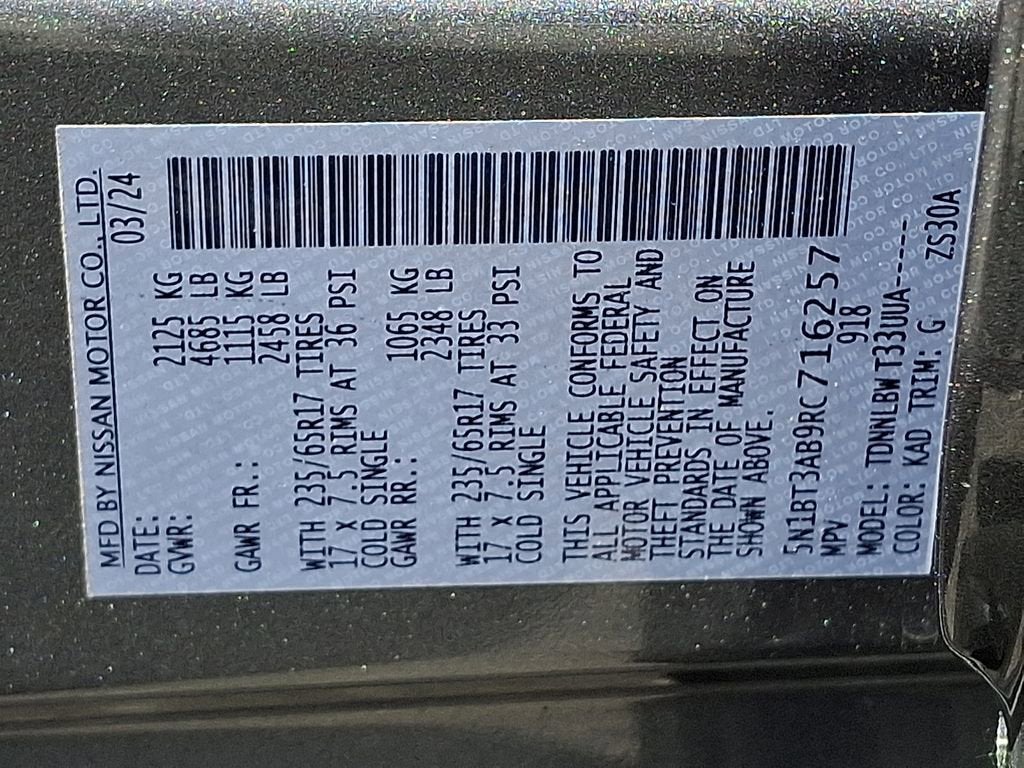 MFD BY NISSAN MOTOR CO., LTD.
DATE: 03/24
GVWR: 2125 KG
4685 LB
GAWR FR.: 1115 KG
2458 LB
WITH 235/65R17 TIRES
17 X 7.5 RIMS AT 36 PSI
COLD SINGLE
GAWR RR.: 1065 KG
2348 LB
WITH 235/65R17 TIRES
17 X 7.5 RIMS AT 33 PSI
COLD SINGLE
THIS VEHICLE CONFORMS TO
ALL APPLICABLE FEDERAL
MOTOR VEHICLE SAFETY AND
THEFT PREVENTION
STANDARDS IN EFFECT ON
THE DATE OF MANUFACTURE
SHOWN ABOVE.
5N1BT3AB9RC716257
MPV 918
MODEL: TDNNLBWT33UUA-----
COLOR: KAD TRIM: G ZS30A